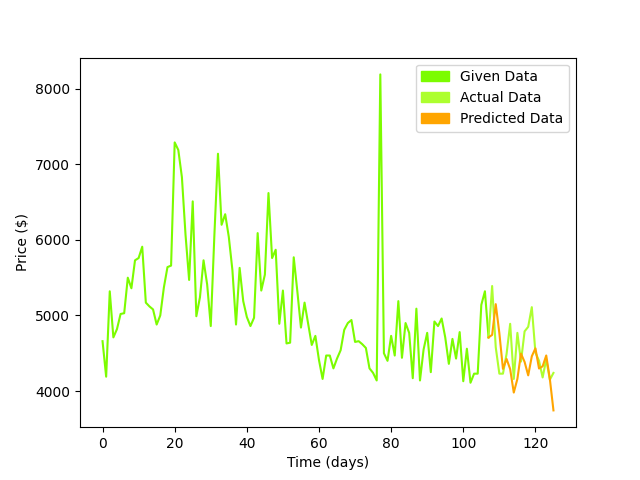 Given Data
Actual Data
Predicted Data
8000
7000
6000
5000
4000
Price ($)
0 20 40 60 80 100 120
Time (days)